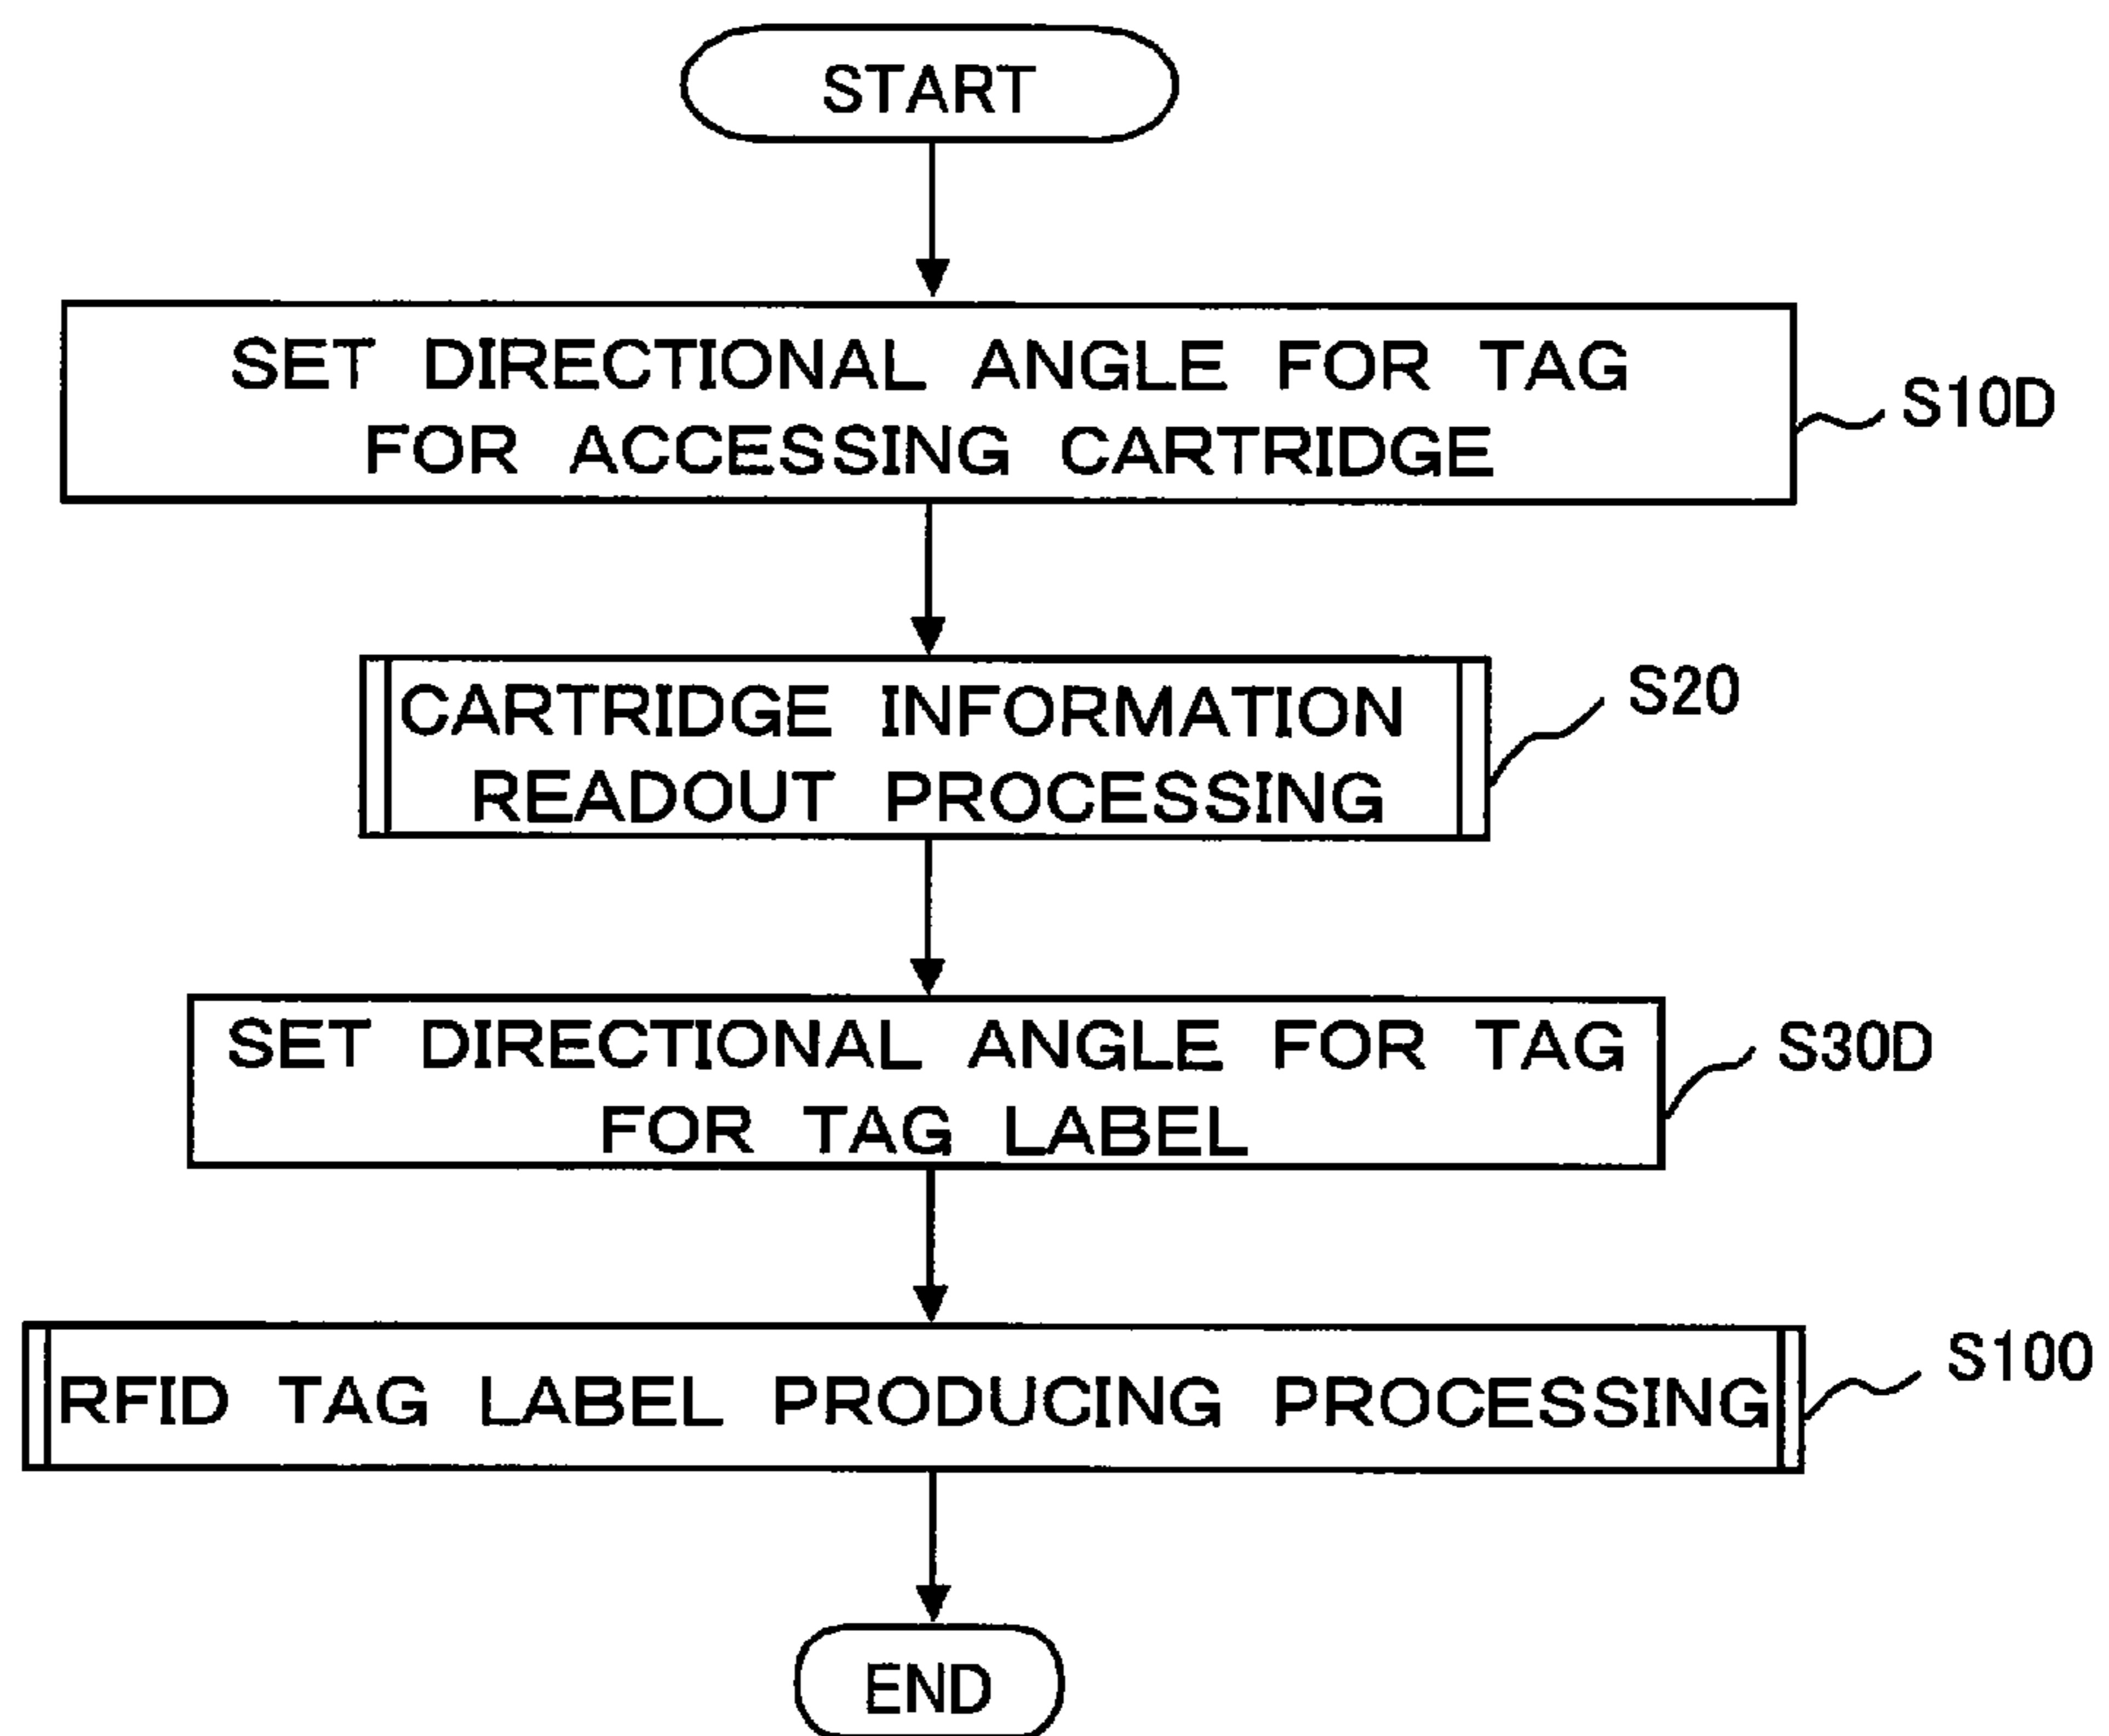 START
SET DIRECTIONAL ANGLE FOR TAG
FOR ACCESSING CARTRIDGE
S10D
CARTRIDGE INFORMATION
READOUT PROCESSING
S20
SET DIRECTIONAL ANGLE FOR TAG
FOR TAG LABEL
S30D
RFID TAG LABEL PRODUCING PROCESSING
S100
END